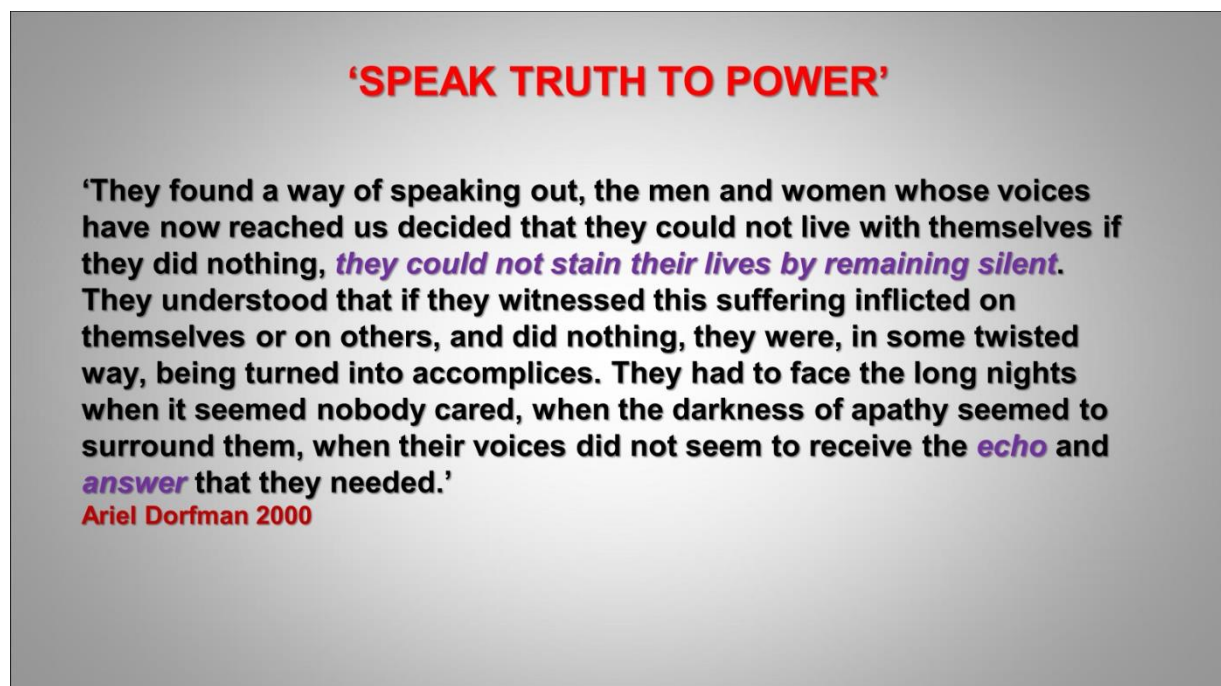 ‘SPEAK TRUTH TO POWER’
‘They found a way of speaking out, the men and women whose voices
have now reached us decided that they could not live with themselves if
they did nothing, they could not stain their lives by remaining silent.
They understood that if they witnessed this suffering inflicted on
themselves or on others, and did nothing, they were, in some twisted
way, being turned into accomplices. They had to face the long nights
when it seemed nobody cared, when the darkness of apathy seemed to
surround them, when their voices did not seem to receive the echo and
answer that they needed.’
Ariel Dorfman 2000